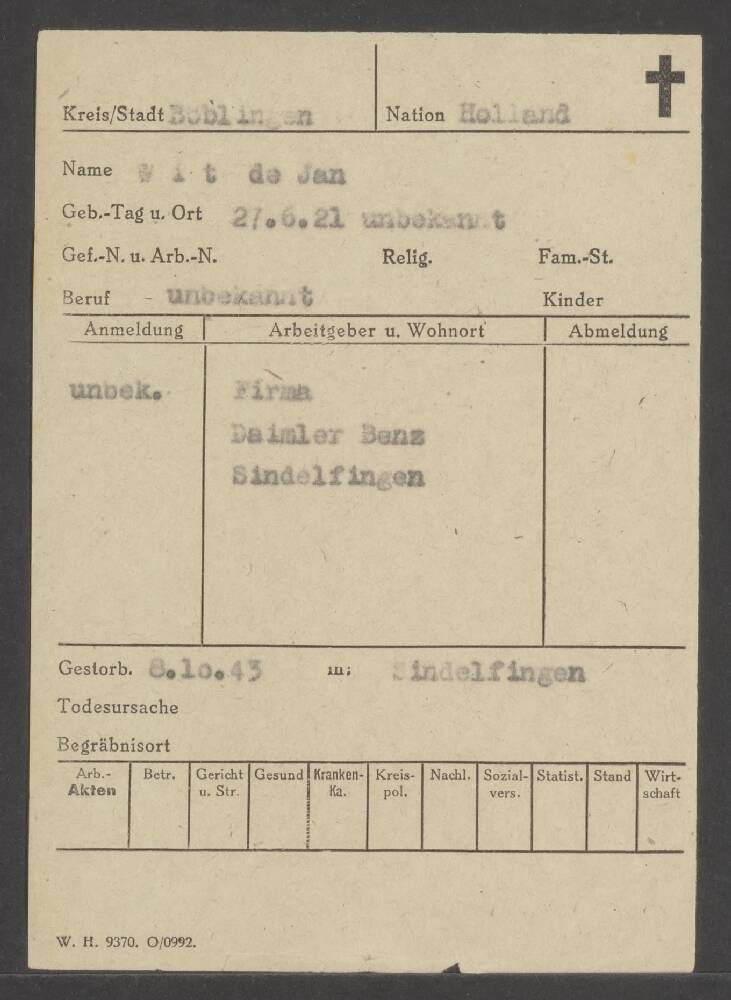 Kreis/Stadt Böblingen Nation Holland
Name W i t de Jan
Geb.-Tag u. Ort 27.6.21 unbekannt
Gef.-N. u. Arb.-N. Relig. Fam.-St.
Beruf - unbekannt Kinder
Anmeldung Arbeitgeber u. Wohnort Abmeldung
unbek. Firma
Daimler Benz
Sindelfingen
Gestorb. 8.10.43 in: Sindelfingen
Todesursache
Begräbnisort
Arb.- Betr. Gericht Gesund Kranken- Kreis- Nachl. Sozial- Statist. Stand Wirt-
Akten u. Str. Ka. pol. vers. schaft
W. H. 9370. O/0992.